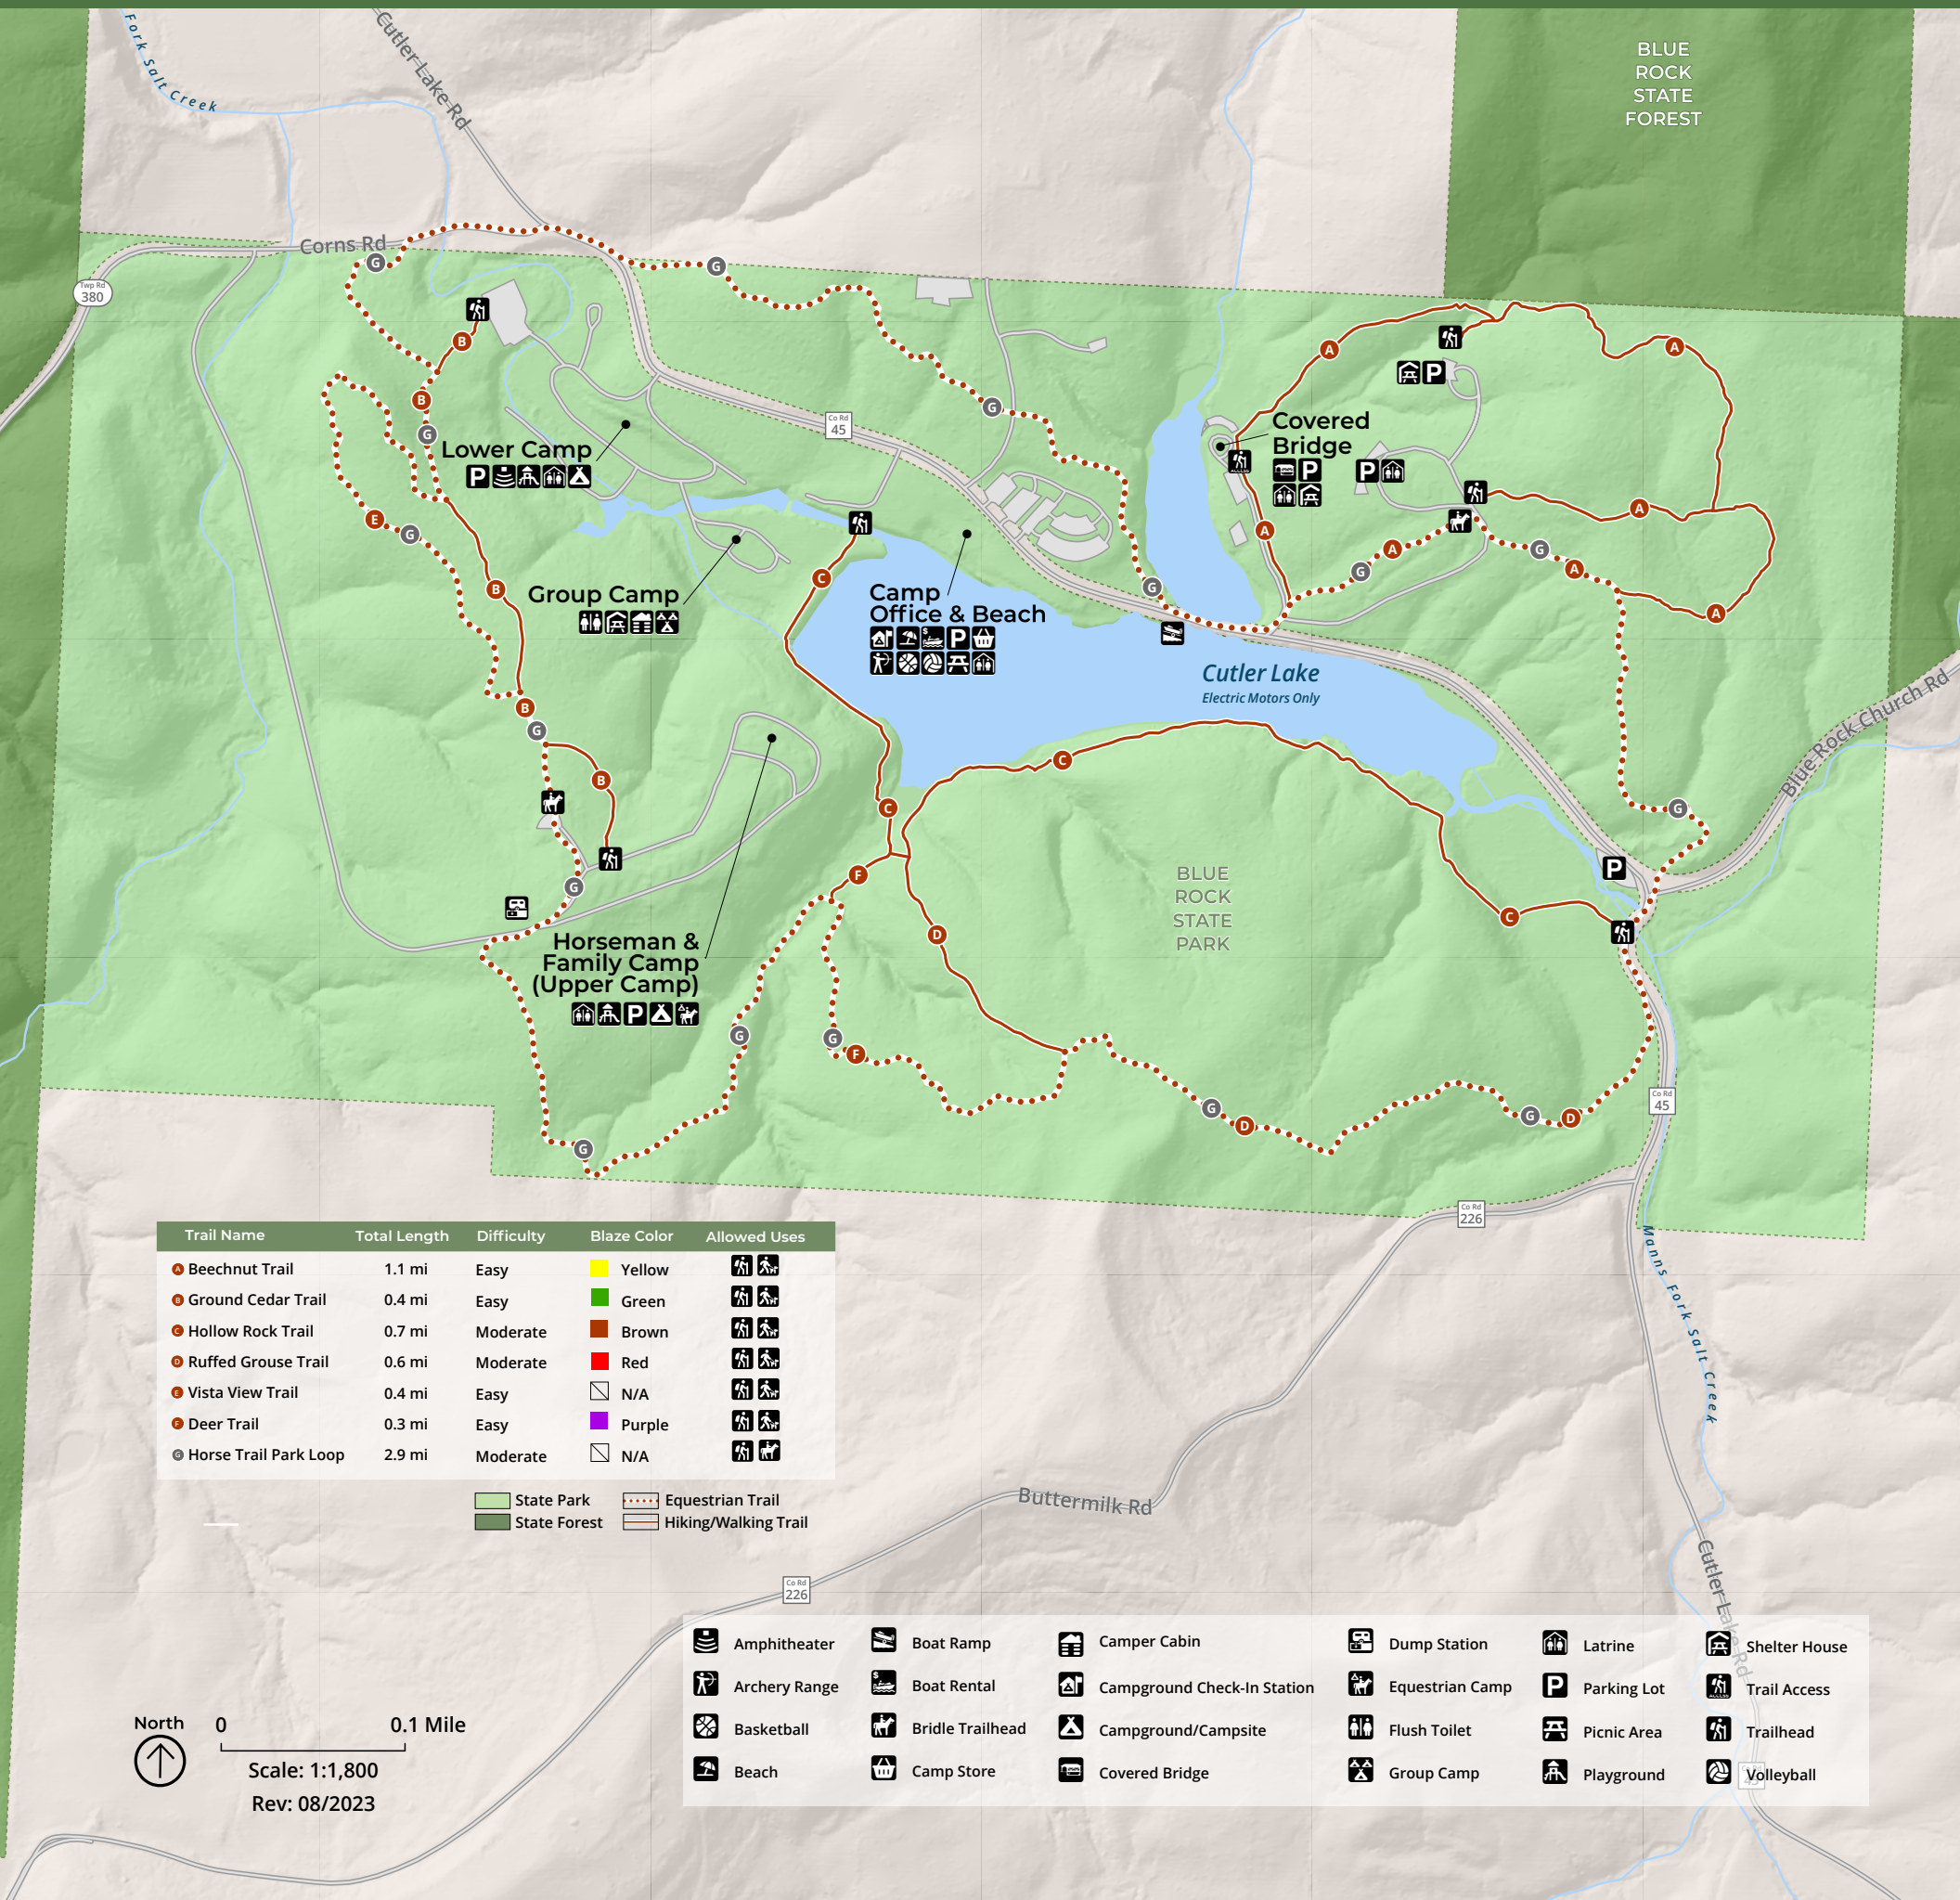 Fork Salt Creek
Cutler Lake Rd
BLUE
ROCK
STATE
FOREST
Corns Rd
Twp Rd
380
G
G
B
A
A
B
G
Co Rd
45
G
Covered
Bridge
Lower Camp
P
P
P
P
ACCESS
E
G
A
A
G
A
G
A
C
B
G
A
Group Camp
Camp
Office & Beach
$
P
Cutler Lake
Electric Motors Only
B
G
C
B
C
G
Blue Rock Church Rd
P
F
G
BLUE
ROCK
STATE
PARK
C
D
Horseman &
Family Camp
(Upper Camp)
P
G
G
F
G
D
G
D
Co Rd
45
G
Co Rd
226
Manns Fork Salt Creek
Trail Name Total Length Difficulty Blaze Color Allowed Uses
A Beechnut Trail 1.1 mi Easy Yellow
B Ground Cedar Trail 0.4 mi Easy Green
C Hollow Rock Trail 0.7 mi Moderate Brown
D Ruffed Grouse Trail 0.6 mi Moderate Red
E Vista View Trail 0.4 mi Easy N/A
F Deer Trail 0.3 mi Easy Purple
G Horse Trail Park Loop 2.9 mi Moderate N/A
State Park Equestrian Trail
State Forest Hiking/Walking Trail
Buttermilk Rd
Co Rd
226
Cutler Lake Rd
Amphitheater Boat Ramp Camper Cabin Dump Station Latrine Shelter House
Archery Range $ Boat Rental Campground Check-In Station Equestrian Camp P Parking Lot ACCESS Trail Access
Basketball Bridle Trailhead Campground/Campsite Flush Toilet Picnic Area Trailhead
Beach Camp Store Covered Bridge Group Camp Playground Volleyball
Co Rd
45
North 0 0.1 Mile
Scale: 1:1,800
Rev: 08/2023